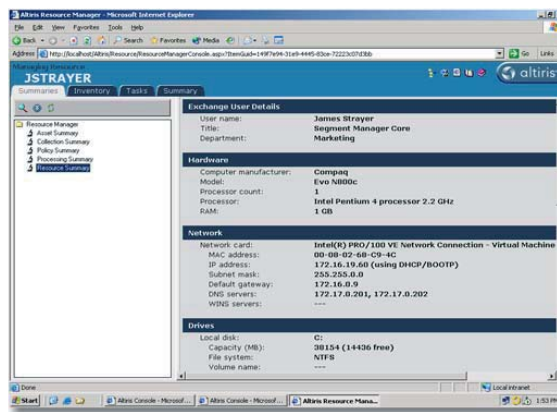 Altiris Resource Manager - Microsoft Internet Explorer
File Edit View Favorites Tools Help
Back Search Favorites Media
Address http://localhost/Altiris/Resource/ResourceManagerConsole.aspx?ItemGuid=149f7e94-31e9-4445-83ce-72223c07d3bb Go Links
Managing Resource:
JSTRAYER
altiris
Summaries Inventory Tasks Summary
Resource Manager
Asset Summary
Collection Summary
Policy Summary
Processing Summary
Resource Summary
Exchange User Details
User name: James Strayer
Title: Segment Manager Core
Department: Marketing
Hardware
Computer manufacturer: Compaq
Model: Evo N800c
Processor count: 1
Processor: Intel Pentium 4 processor 2.2 GHz
RAM: 1 GB
Network
Network card: Intel(R) PRO/100 VE Network Connection - Virtual Machine
MAC address: 00-08-02-68-C9-4C
IP address: 172.16.19.60 (using DHCP/BOOTP)
Subnet mask: 255.255.0.0
Default gateway: 172.16.0.9
DNS servers: 172.17.0.201, 172.17.0.202
WINS servers: ---
Drives
Local disk: C:
Capacity (MB): 38154 (14436 free)
File system: NTFS
Volume name: ---
Done Local intranet
Start Altiris Console - Microsof... Altiris Console - Microsof... Altiris Resource Mana... 1:53 PM